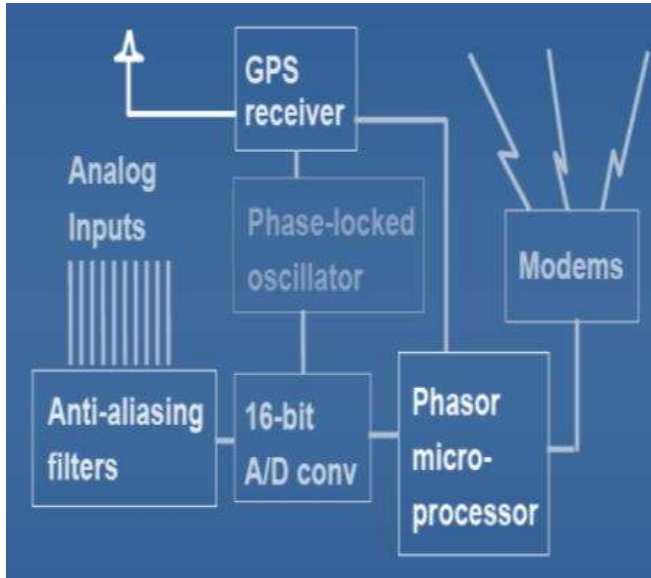 GPS
receiver
Analog
Inputs
Phase-locked
oscillator
Modems
Anti-aliasing
filters
16-bit
A/D conv
Phasor
micro-
processor